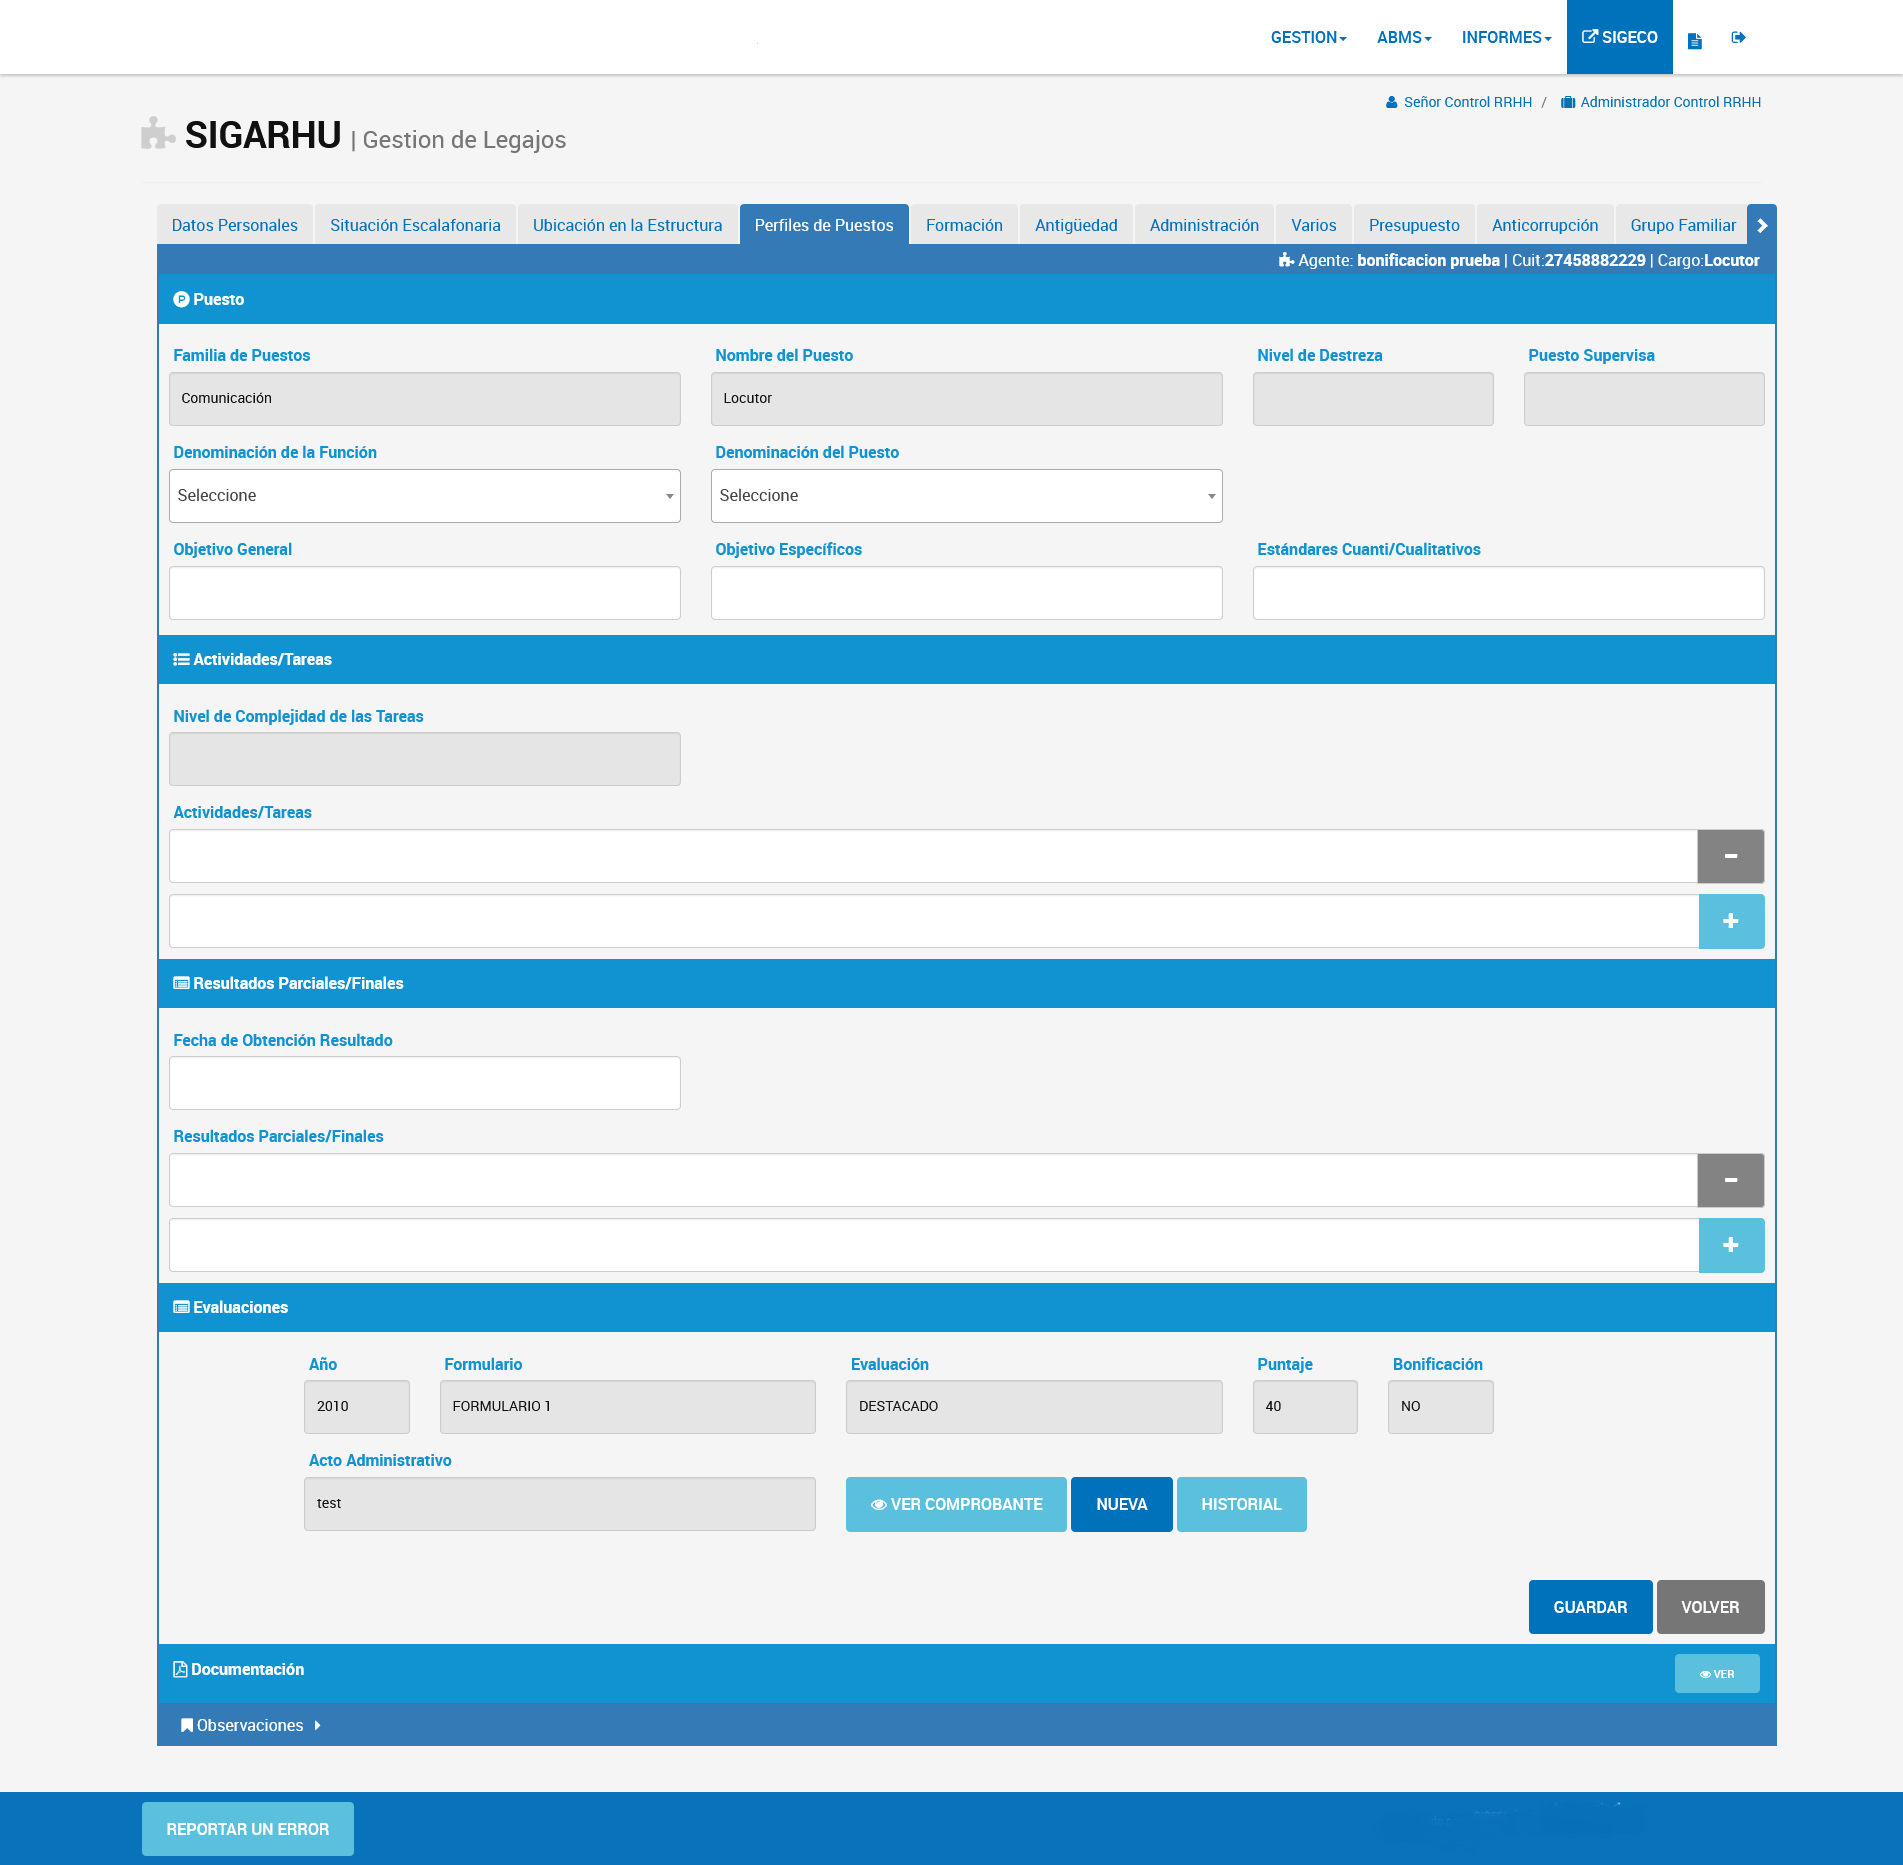 GESTION ABMS INFORMES SIGECO
Señor Control RRHH / Administrador Control RRHH
SIGARHU | Gestion de Legajos
Datos Personales Situación Escalafonaria Ubicación en la Estructura Perfiles de Puestos Formación Antigüedad Administración Varios Presupuesto Anticorrupción Grupo Familiar
Agente: bonificacion prueba | Cuit:27458882229 | Cargo:Locutor
Puesto
Familia de Puestos Nombre del Puesto Nivel de Destreza Puesto Supervisa
Comunicación Locutor
Denominación de la Función Denominación del Puesto
Seleccione Seleccione
Objetivo General Objetivo Específicos Estándares Cuanti/Cualitativos
Actividades/Tareas
Nivel de Complejidad de las Tareas
Actividades/Tareas
Resultados Parciales/Finales
Fecha de Obtención Resultado
Resultados Parciales/Finales
Evaluaciones
Año Formulario Evaluación Puntaje Bonificación
2010 FORMULARIO 1 DESTACADO 40 NO
Acto Administrativo
test VER COMPROBANTE NUEVA HISTORIAL
GUARDAR VOLVER
Documentación VER
Observaciones
REPORTAR UN ERROR